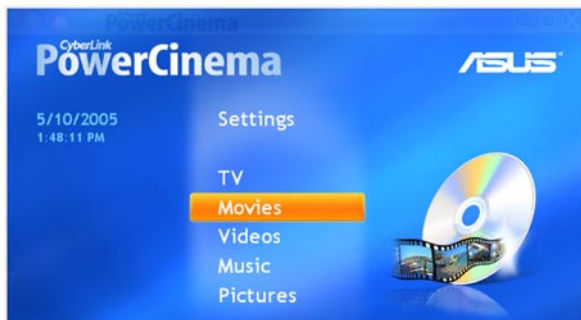 PowerCinema
CyberLink
PowerCinema
ASUS
5/10/2005
1:48:11 PM
Settings
TV
Movies
Videos
Music
Pictures